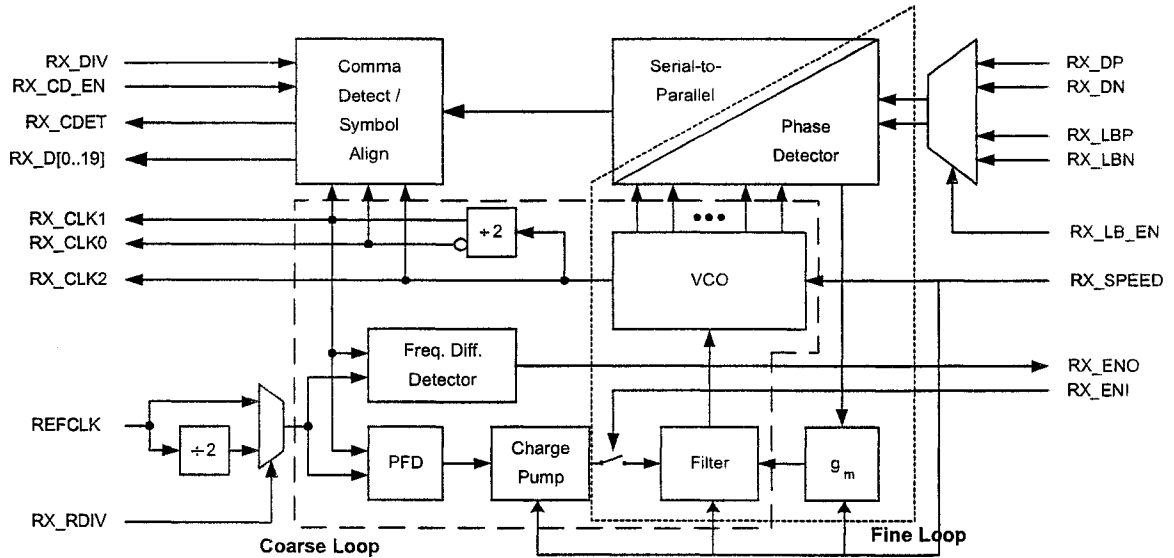 RX_DIV
RX_CD_EN
RX_CDET
RX_D[0..19]
Comma
Detect /
Symbol
Align
Serial-to-
Parallel
Phase
Detector
RX_DP
RX_DN
RX_LBP
RX_LBN
RX_CLK1
RX_CLK0
RX_CLK2
÷2
VCO
RX_LB_EN
RX_SPEED
Freq. Diff.
Detector
RX_ENO
RX_ENI
REFCLK
÷2
PFD
Charge
Pump
Filter
g m
RX_RDIV
Coarse Loop
Fine Loop